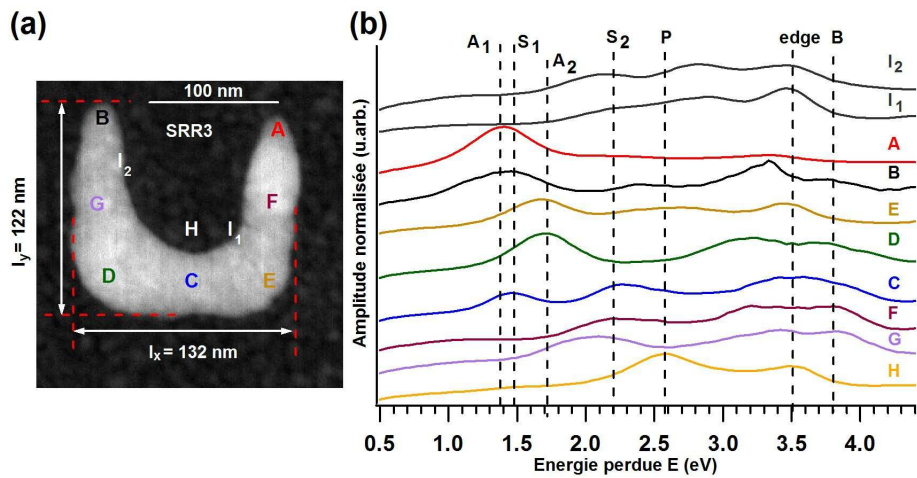 (a)
100 nm
SRR3
B
A
I2
G
F
H
I1
D
C
E
ly = 122 nm
lx = 132 nm
(b)
A1 S1 A2 S2 P edge B
I2
I1
A
B
E
D
C
F
G
H
Amplitude normalisée (u.arb.)
0.5 1.0 1.5 2.0 2.5 3.0 3.5 4.0
Energie perdue E (eV)